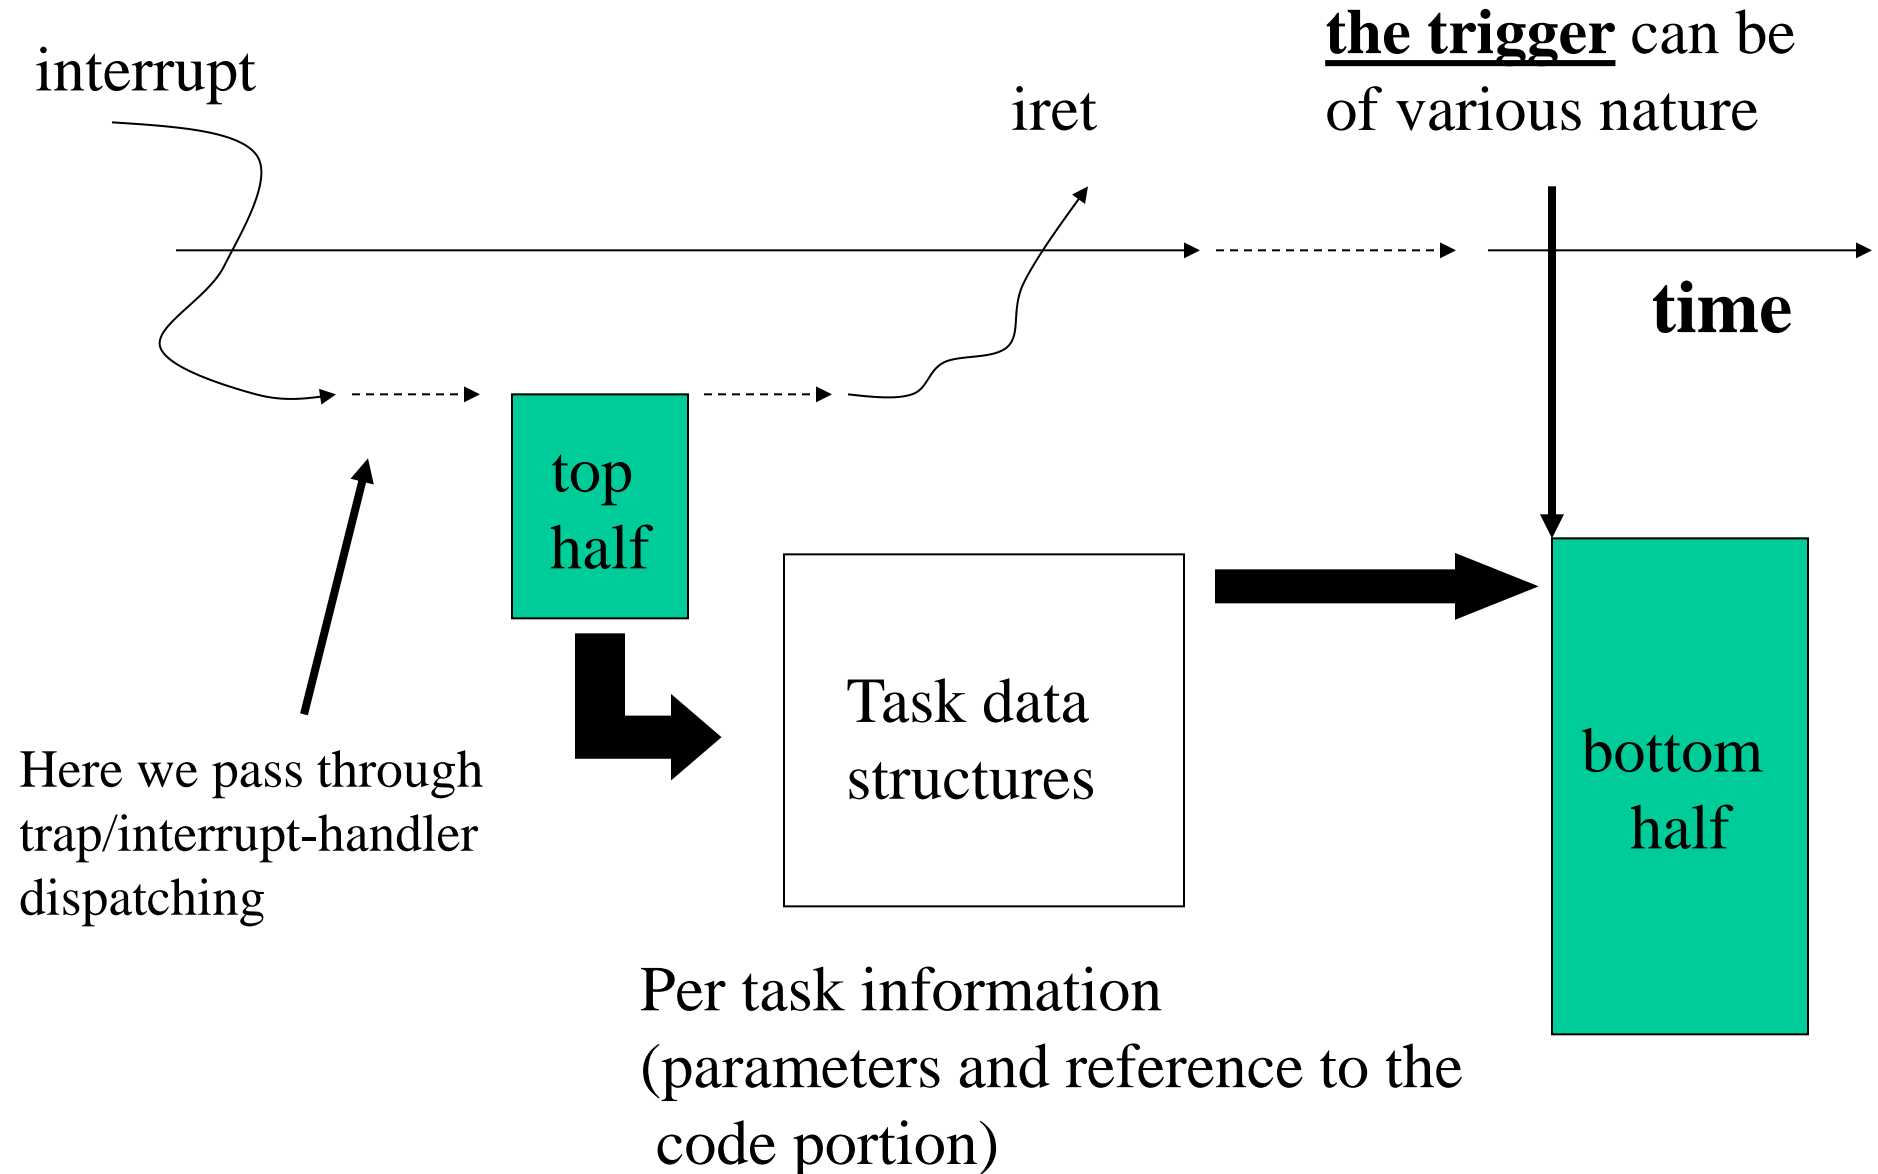 interrupt
iret
the trigger can be
of various nature
time
top
half
Here we pass through
trap/interrupt-handler
dispatching
Task data
structures
bottom
half
Per task information
(parameters and reference to the
code portion)